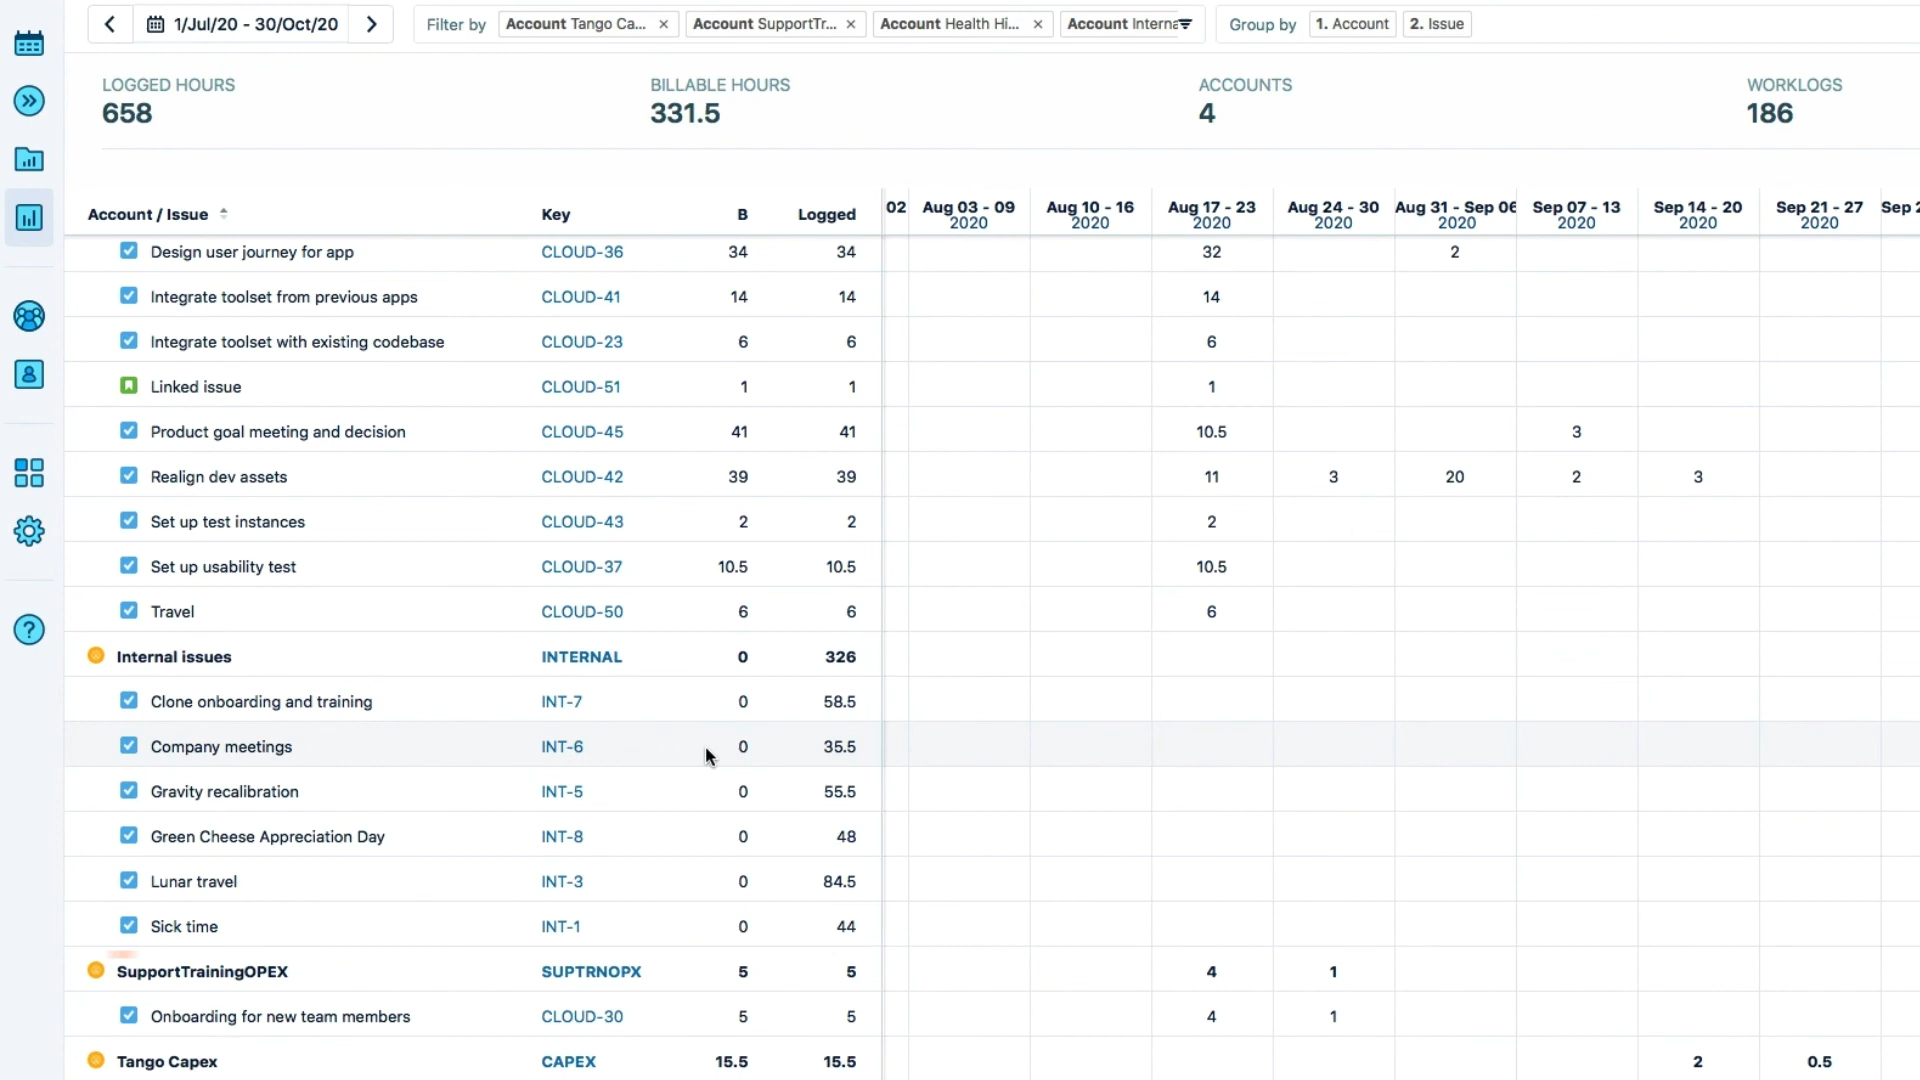 1/Jul/20 - 30/Oct/20 Filter by Account Tango Ca... × Account SupportTr... × Account Health Hi... × Account Interna Group by 1. Account 2. Issue
LOGGED HOURS BILLABLE HOURS ACCOUNTS WORKLOGS
658 331.5 4 186
Account / Issue Key B Logged 02 Aug 03 - 09 2020 Aug 10 - 16 2020 Aug 17 - 23 2020 Aug 24 - 30 2020 Aug 31 - Sep 06 2020 Sep 07 - 13 2020 Sep 14 - 20 2020 Sep 21 - 27 2020 Sep 2
Design user journey for app CLOUD-36 34 34 32 2
Integrate toolset from previous apps CLOUD-41 14 14 14
Integrate toolset with existing codebase CLOUD-23 6 6 6
Linked issue CLOUD-51 1 1 1
Product goal meeting and decision CLOUD-45 41 41 10.5 3
Realign dev assets CLOUD-42 39 39 11 3 20 2 3
Set up test instances CLOUD-43 2 2 2
Set up usability test CLOUD-37 10.5 10.5 10.5
Travel CLOUD-50 6 6 6
Internal issues INTERNAL 0 326
Clone onboarding and training INT-7 0 58.5
Company meetings INT-6 0 35.5
Gravity recalibration INT-5 0 55.5
Green Cheese Appreciation Day INT-8 0 48
Lunar travel INT-3 0 84.5
Sick time INT-1 0 44
SupportTrainingOPEX SUPTRNOPX 5 5 4 1
Onboarding for new team members CLOUD-30 5 5 4 1
Tango Capex CAPEX 15.5 15.5 2 0.5